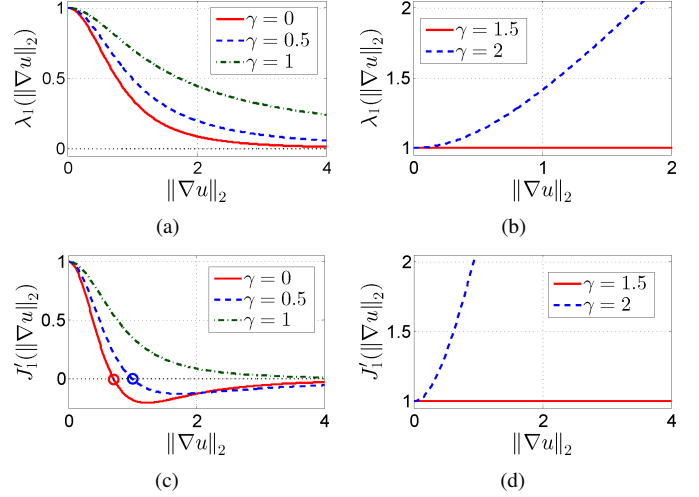 1
0.5
0
0
2
4
λ₁(‖∇u‖₂)
‖∇u‖₂
γ = 0
γ = 0.5
γ = 1
(a)
2
1.5
1
0
1
2
λ₁(‖∇u‖₂)
‖∇u‖₂
γ = 1.5
γ = 2
(b)
1
0.5
0
0
2
4
J′₁(‖∇u‖₂)
‖∇u‖₂
γ = 0
γ = 0.5
γ = 1
(c)
2
1.5
1
0
2
4
J′₁(‖∇u‖₂)
‖∇u‖₂
γ = 1.5
γ = 2
(d)